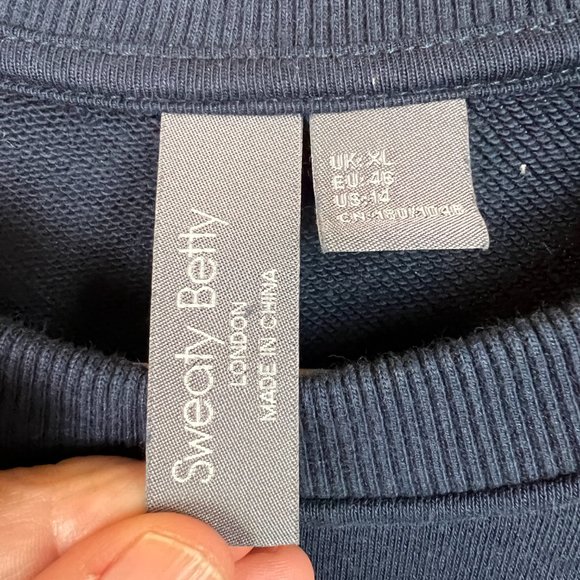 Sweaty Betty
LONDON
MADE IN CHINA
UK: XL
EU: 46
US: 14